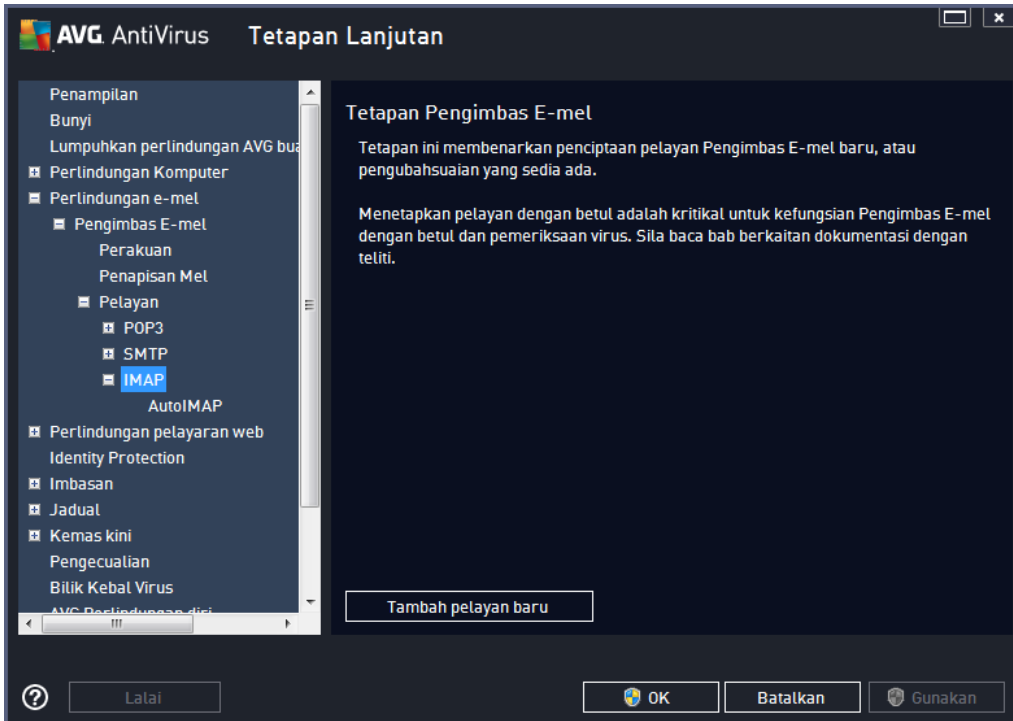 AVG AntiVirus Tetapan Lanjutan
Penampilan
Bunyi
Lumpuhkan perlindungan AVG bua
Perlindungan Komputer
Perlindungan e-mel
Pengimbas E-mel
Perakuan
Penapisan Mel
Pelayan
POP3
SMTP
IMAP
AutoIMAP
Perlindungan pelayaran web
Identity Protection
Imbasan
Jadual
Kemas kini
Pengecualian
Bilik Kebal Virus
AVG Perlindungan diri
Tetapan Pengimbas E-mel
Tetapan ini membenarkan penciptaan pelayan Pengimbas E-mel baru, atau
pengubahsuaian yang sedia ada.
Menetapkan pelayan dengan betul adalah kritikal untuk kefungsian Pengimbas E-mel
dengan betul dan pemeriksaan virus. Sila baca bab berkaitan dokumentasi dengan
teliti.
Tambah pelayan baru
Lalai
OK
Batalkan
Gunakan